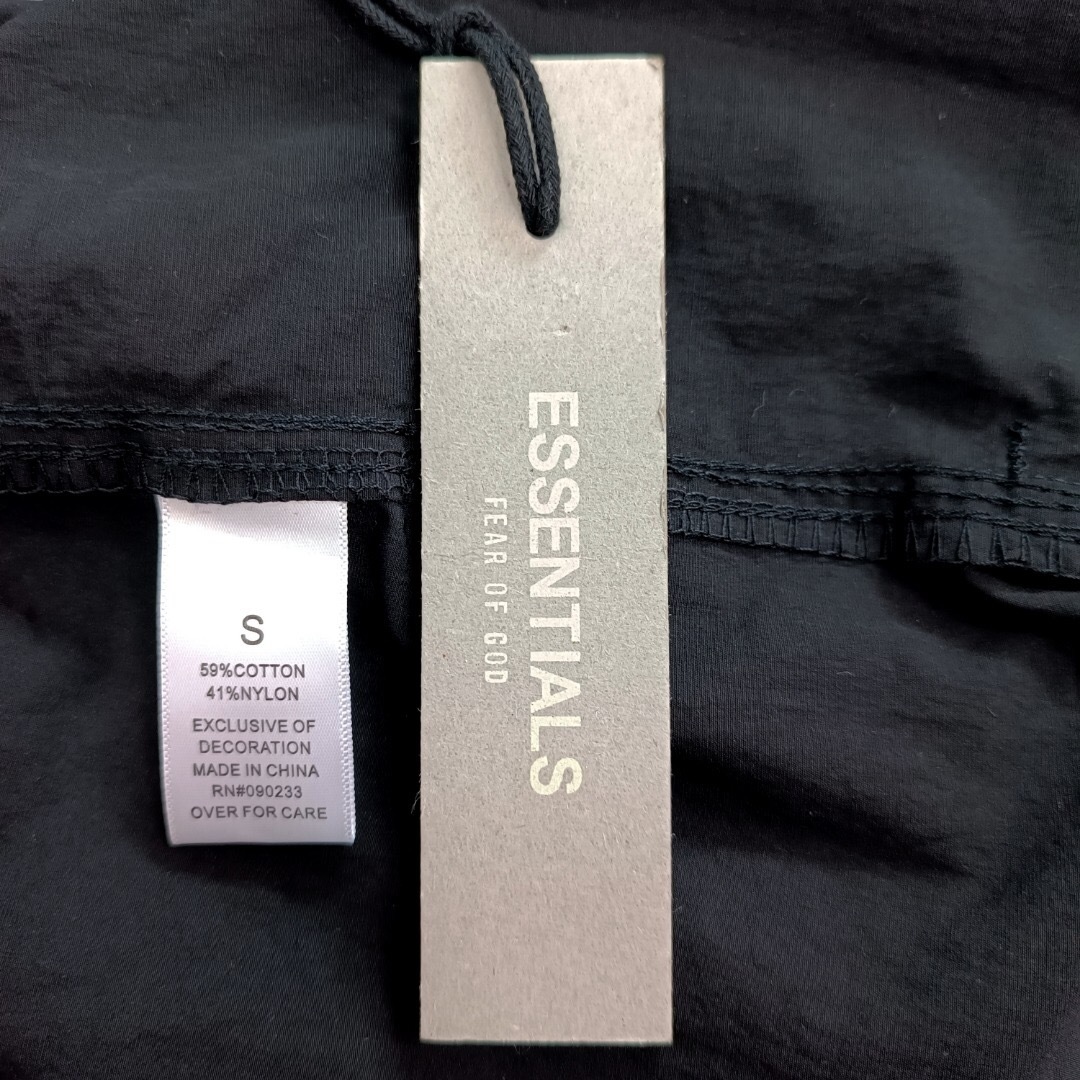 S
59%COTTON
41%NYLON
EXCLUSIVE OF
DECORATION
MADE IN CHINA
RN#090233
OVER FOR CARE
ESSENTIALS
FEAR OF GOD